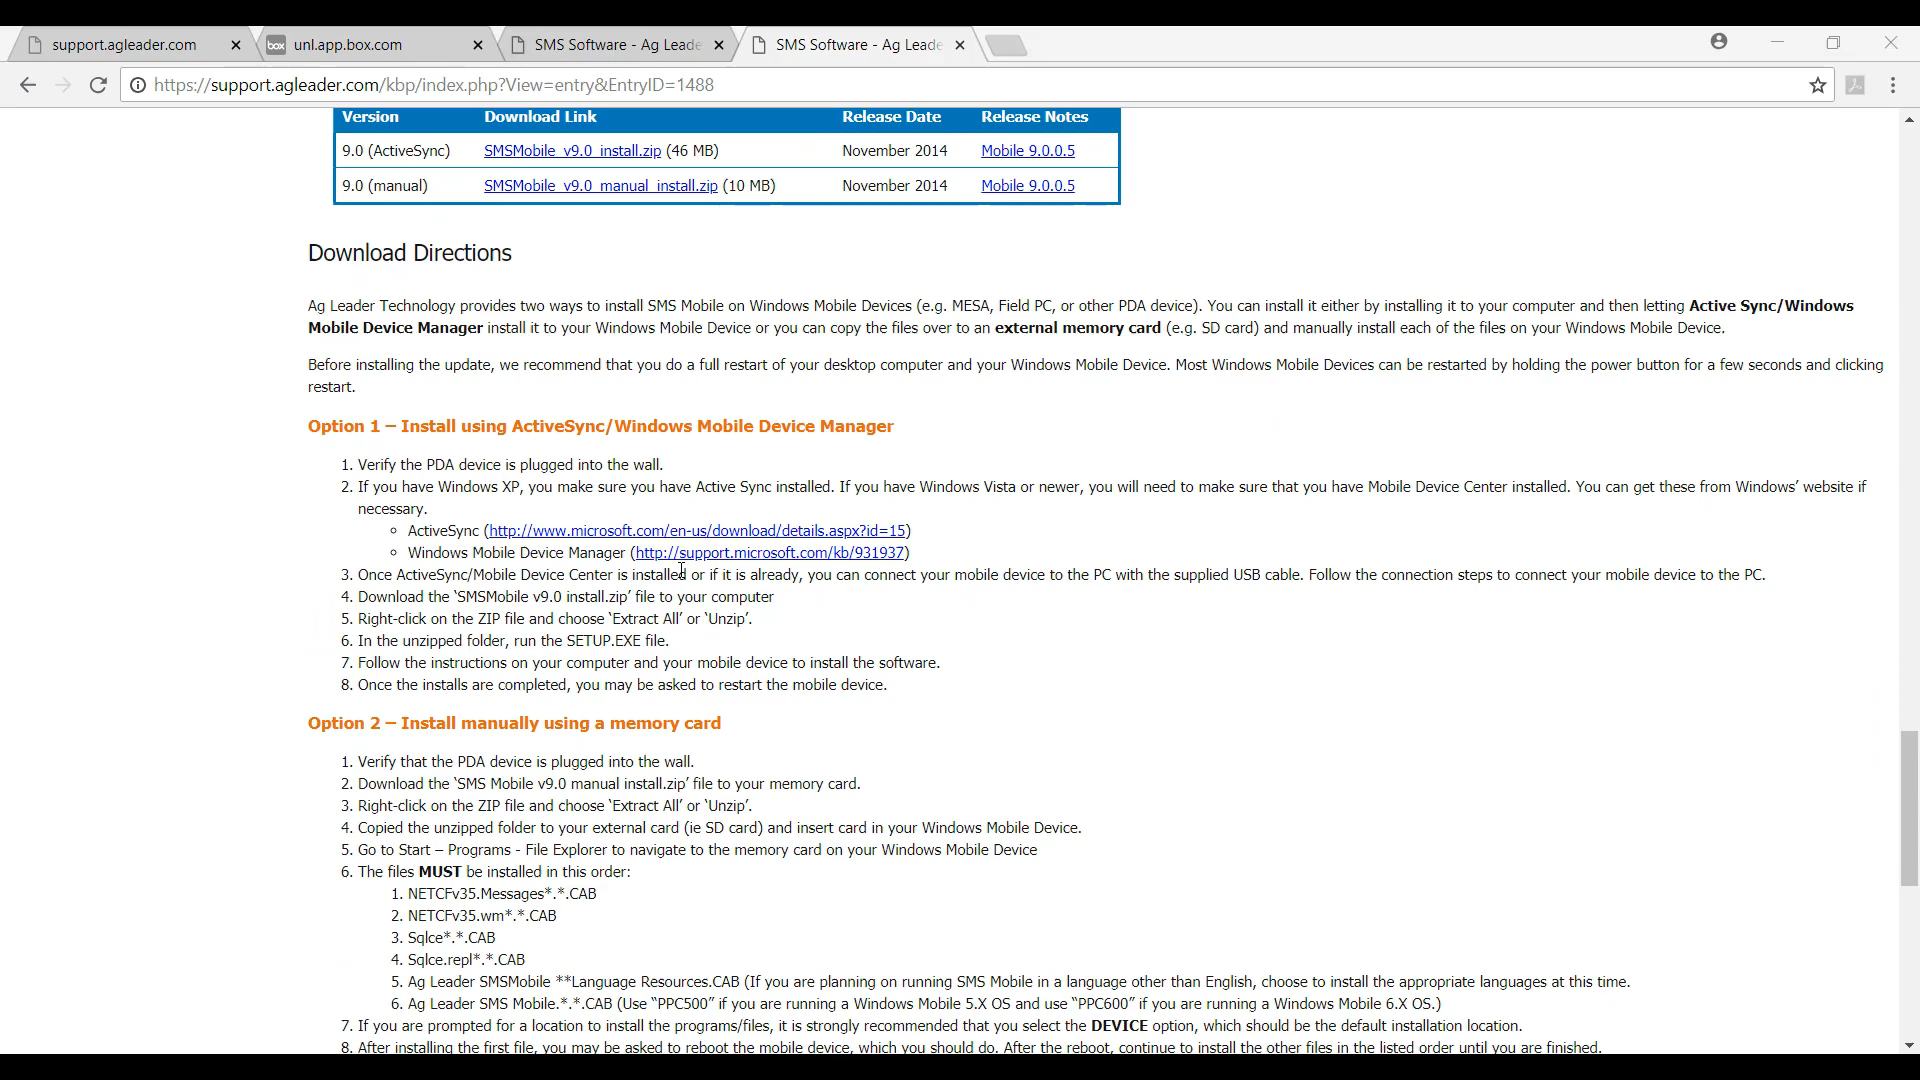 support.agleader.com
unl.app.box.com
SMS Software - Ag Leade
SMS Software - Ag Leade
https://support.agleader.com/kbp/index.php?View=entry&EntryID=1488
Version Download Link Release Date Release Notes
9.0 (ActiveSync) SMSMobile_v9.0_install.zip (46 MB) November 2014 Mobile 9.0.0.5
9.0 (manual) SMSMobile_v9.0_manual_install.zip (10 MB) November 2014 Mobile 9.0.0.5
Download Directions
Ag Leader Technology provides two ways to install SMS Mobile on Windows Mobile Devices (e.g. MESA, Field PC, or other PDA device). You can install it either by installing it to your computer and then letting Active Sync/Windows
Mobile Device Manager install it to your Windows Mobile Device or you can copy the files over to an external memory card (e.g. SD card) and manually install each of the files on your Windows Mobile Device.
Before installing the update, we recommend that you do a full restart of your desktop computer and your Windows Mobile Device. Most Windows Mobile Devices can be restarted by holding the power button for a few seconds and clicking
restart.
Option 1 – Install using ActiveSync/Windows Mobile Device Manager
1. Verify the PDA device is plugged into the wall.
2. If you have Windows XP, you make sure you have Active Sync installed. If you have Windows Vista or newer, you will need to make sure that you have Mobile Device Center installed. You can get these from Windows’ website if
necessary.
ActiveSync (http://www.microsoft.com/en-us/download/details.aspx?id=15)
Windows Mobile Device Manager (http://support.microsoft.com/kb/931937)
3. Once ActiveSync/Mobile Device Center is installed or if it is already, you can connect your mobile device to the PC with the supplied USB cable. Follow the connection steps to connect your mobile device to the PC.
4. Download the ‘SMSMobile v9.0 install.zip’ file to your computer
5. Right-click on the ZIP file and choose ‘Extract All’ or ‘Unzip’.
6. In the unzipped folder, run the SETUP.EXE file.
7. Follow the instructions on your computer and your mobile device to install the software.
8. Once the installs are completed, you may be asked to restart the mobile device.
Option 2 – Install manually using a memory card
1. Verify that the PDA device is plugged into the wall.
2. Download the ‘SMS Mobile v9.0 manual install.zip’ file to your memory card.
3. Right-click on the ZIP file and choose ‘Extract All’ or ‘Unzip’.
4. Copied the unzipped folder to your external card (ie SD card) and insert card in your Windows Mobile Device.
5. Go to Start – Programs - File Explorer to navigate to the memory card on your Windows Mobile Device
6. The files MUST be installed in this order:
1. NETCFv35.Messages*.*.CAB
2. NETCFv35.wm*.*.CAB
3. Sqlce*.*.CAB
4. Sqlce.repl*.*.CAB
5. Ag Leader SMSMobile **Language Resources.CAB (If you are planning on running SMS Mobile in a language other than English, choose to install the appropriate languages at this time.
6. Ag Leader SMS Mobile.*.*.CAB (Use “PPC500” if you are running a Windows Mobile 5.X OS and use “PPC600” if you are running a Windows Mobile 6.X OS.)
7. If you are prompted for a location to install the programs/files, it is strongly recommended that you select the DEVICE option, which should be the default installation location.
8. After installing the first file, you may be asked to reboot the mobile device, which you should do. After the reboot, continue to install the other files in the listed order until you are finished.